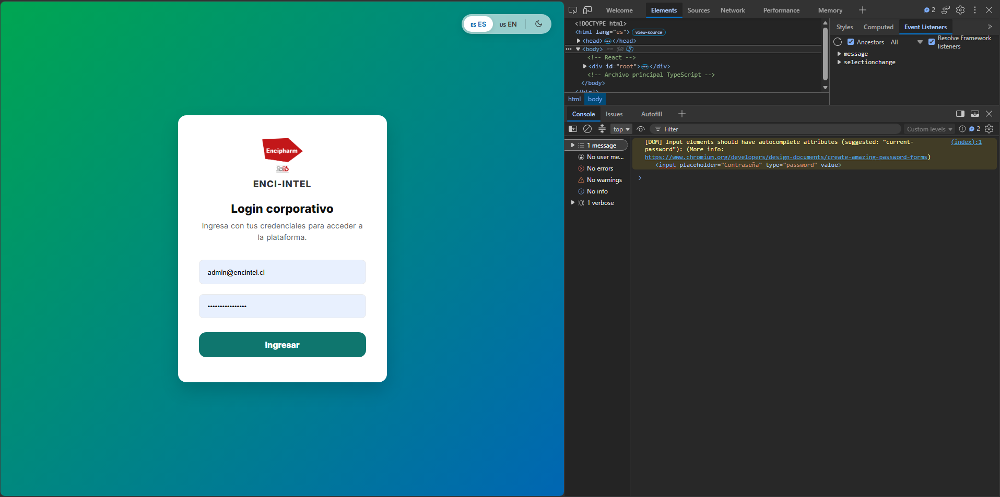 ES ES
US EN
Encipharm
ENCI-INTEL
Login corporativo
Ingresa con tus credenciales para acceder a
la plataforma.
admin@encintel.cl
••••••••••••••••
Ingresar
Welcome
Elements
Sources
Network
Performance
Memory
2
<!DOCTYPE html>
<html lang="es"> view-source
<head> ••• </head>
••• <body> == $0
<!-- React -->
<div id="root"> ••• </div>
<!-- Archivo principal TypeScript -->
</body>
</html>
html body
Styles
Computed
Event Listeners
»
Ancestors All
Resolve Framework
listeners
message
selectionchange
Console
Issues
Autofill
top
Filter
Custom levels
2
1 message
No user me...
No errors
No warnings
No info
1 verbose
[DOM] Input elements should have autocomplete attributes (suggested: "current- (index):1
password"): (More info:
https://www.chromium.org/developers/design-documents/create-amazing-password-forms)
<input placeholder="Contraseña" type="password" value>